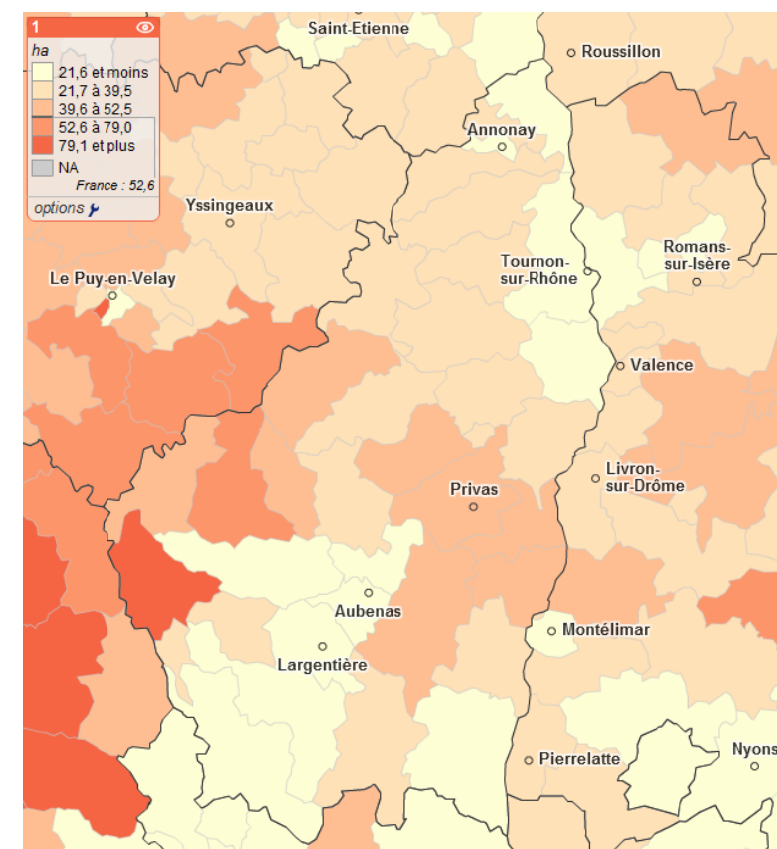 1
ha
21,6 et moins
21,7 à 39,5
39,6 à 52,5
52,6 à 79,0
79,1 et plus
NA
France : 52,6
options
Saint-Etienne
Roussillon
Annonay
Yssingeaux
Romans-
sur-Isère
Tournon-
sur-Rhône
Le Puy-en-Velay
Valence
Livron-
sur-Drôme
Privas
Aubenas
Montélimar
Largentière
Pierrelatte
Nyons